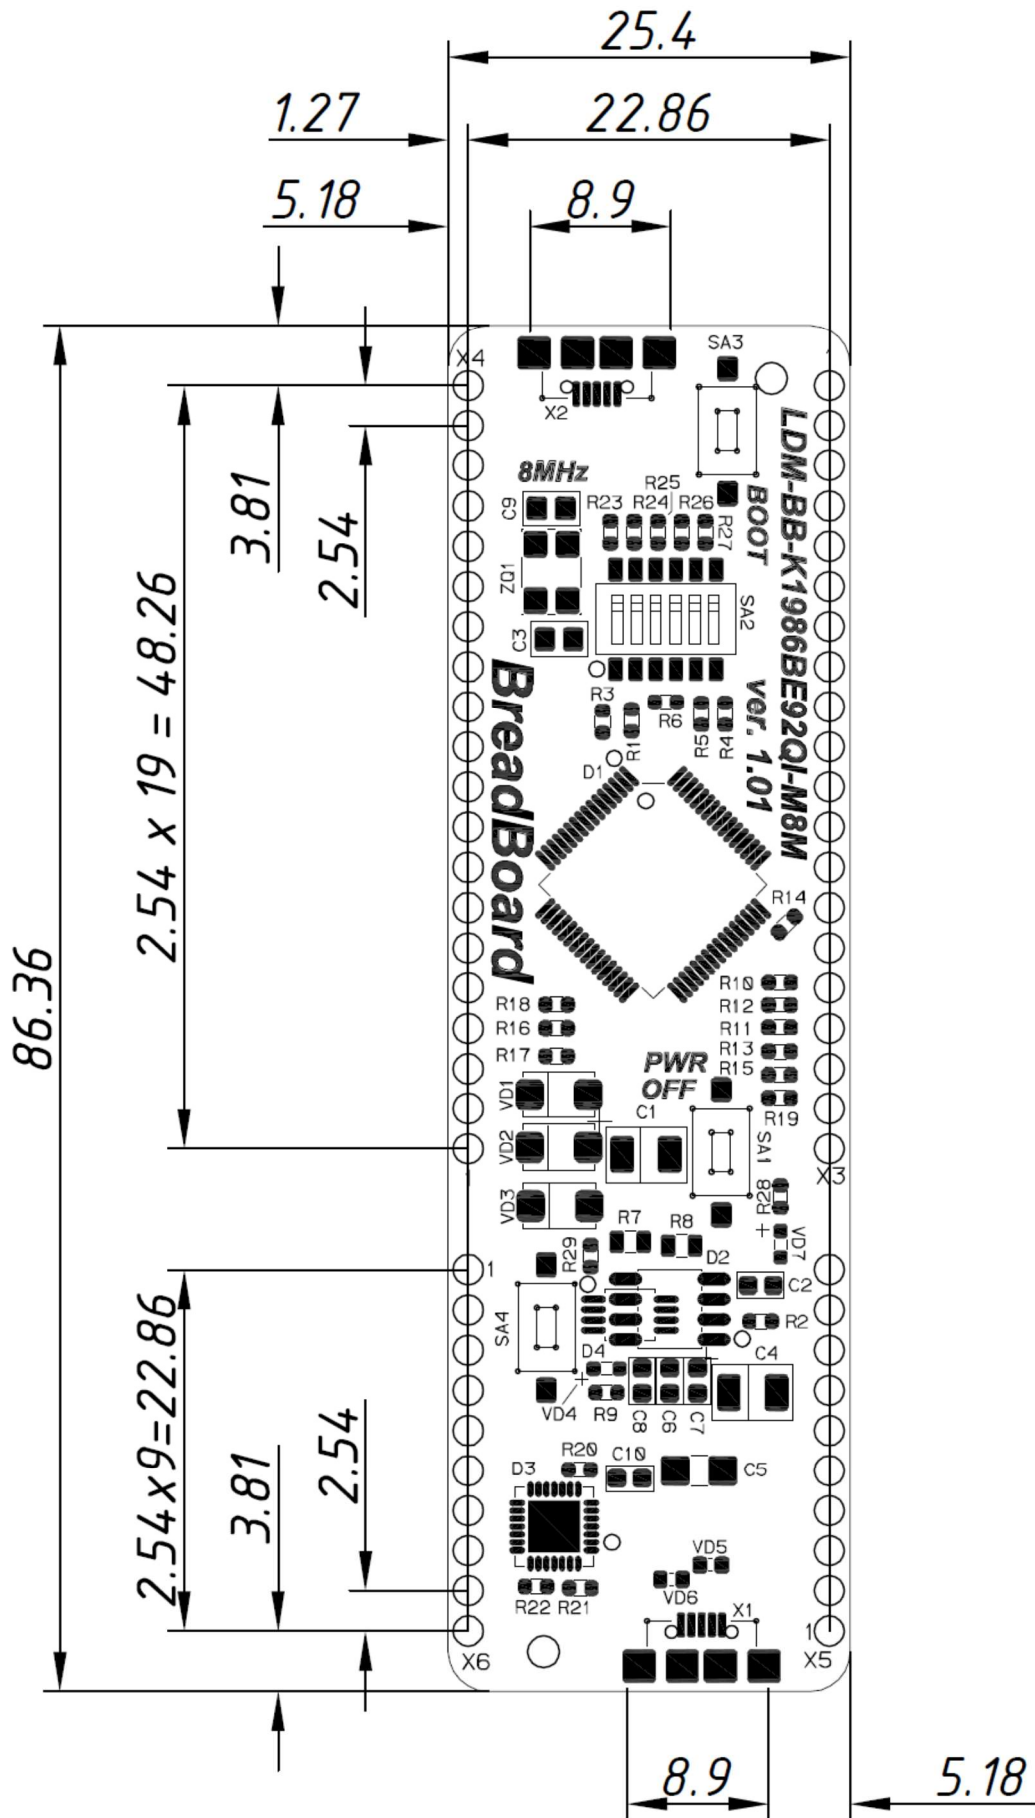 25.4
1.27
22.86
5.18
8.9
SA3
X4
X2
3.81
2.54
2.54 x 19 = 48.26
86.36
8MHz
BOOT
LDM-BB-K1986BE92QI-M8M
ver. 1.01
R25
R23
R24
R26
R27
C9
ZQ1
C3
SA2
BreadBoard
R3
R1
R6
R5
R4
D1
R14
R10
R12
R11
R13
R15
R19
R18
R16
R17
PWR
OFF
VD1
C1
VD2
SA1
X3
1
VD3
R28
R7
R8
+
VD7
R29
D2
1
C2
SA4
R2
D4
C4
+
VD4
R9
C8
C6
C7
2.54x9=22.86
2.54
3.81
R20
C10
D3
C5
VD5
VD6
R22
R21
X1
1
X6
X5
8.9
5.18